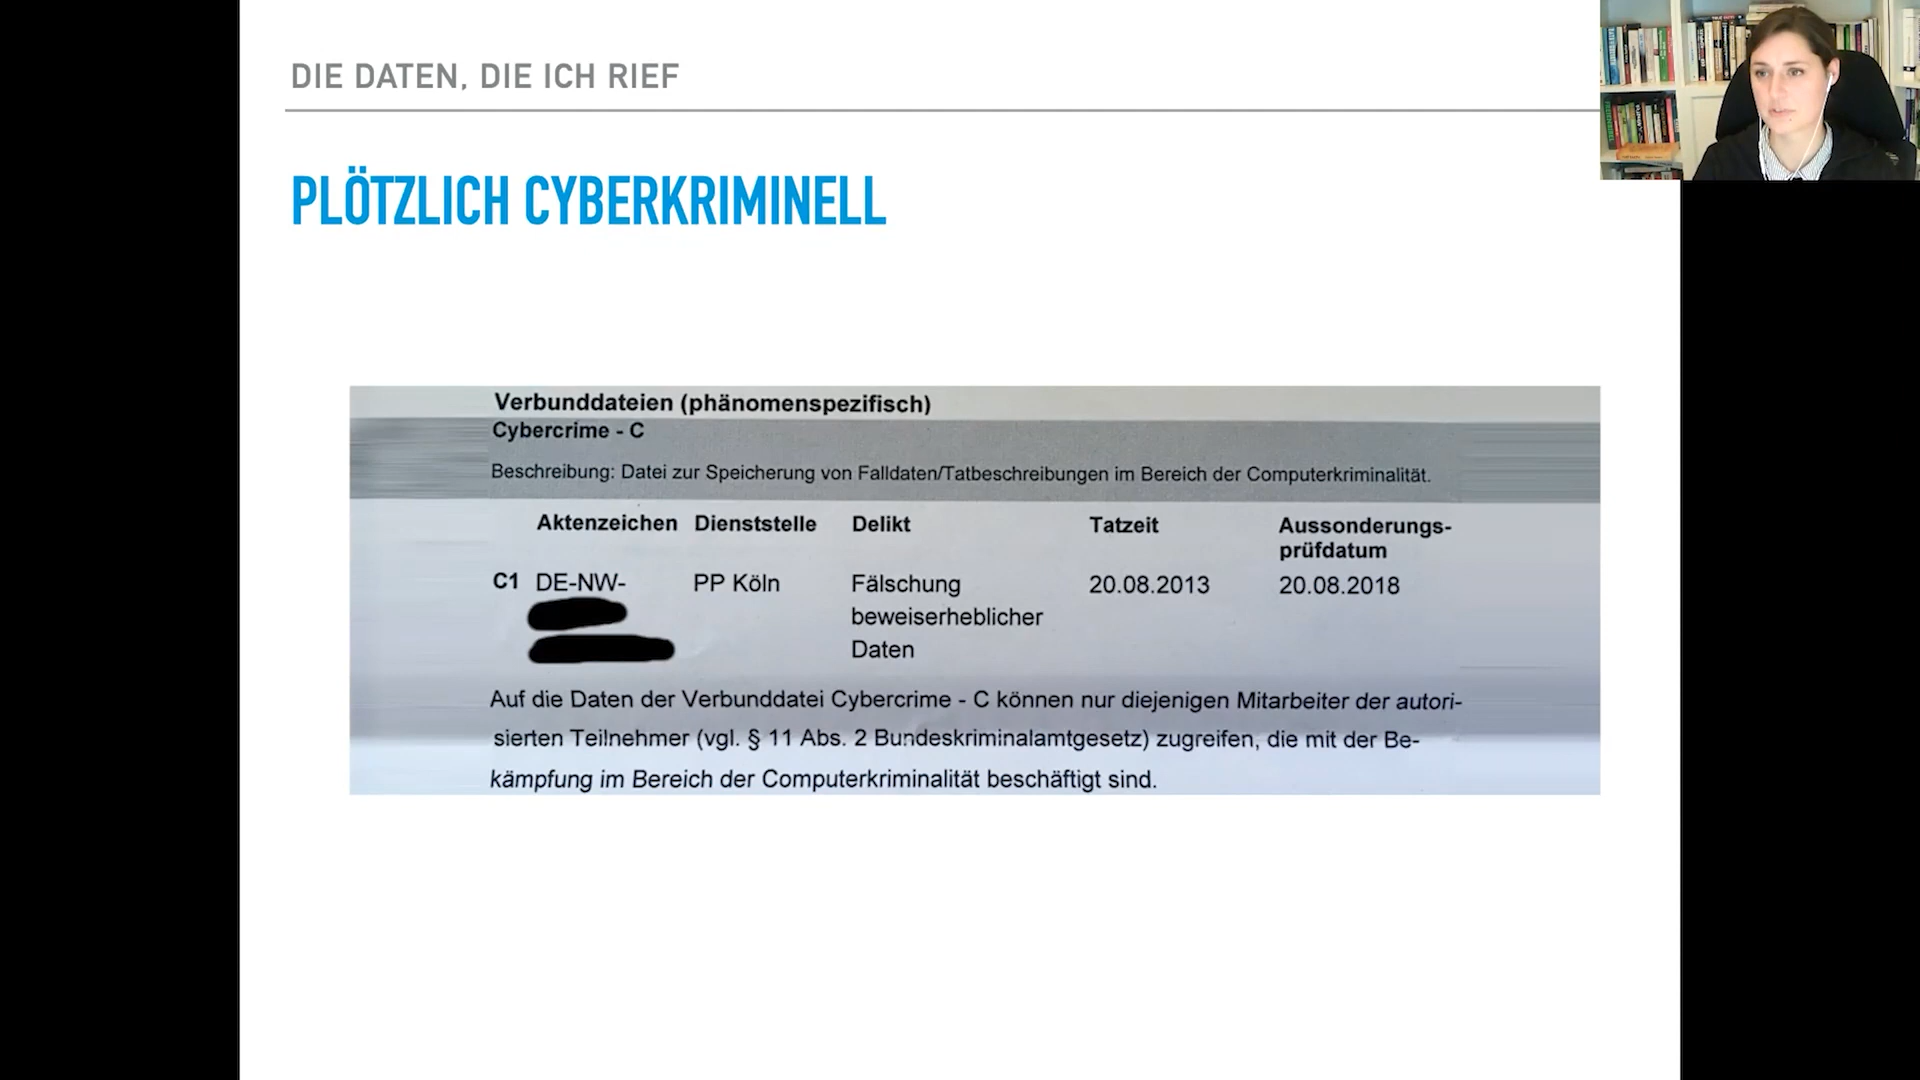 DIE DATEN, DIE ICH RIEF
PLÖTZLICH CYBERKRIMINELL
Verbunddateien (phänomenspezifisch)
Cybercrime - C
Beschreibung: Datei zur Speicherung von Falldaten/Tatbeschreibungen im Bereich der Computerkriminalität.
Aktenzeichen Dienststelle Delikt Tatzeit Aussonderungs-
prüfdatum
C1 DE-NW- PP Köln Fälschung 20.08.2013 20.08.2018
beweiserheblicher
Daten
Auf die Daten der Verbunddatei Cybercrime - C können nur diejenigen Mitarbeiter der autori-
sierten Teilnehmer (vgl. § 11 Abs. 2 Bundeskriminalamtgesetz) zugreifen, die mit der Be-
kämpfung im Bereich der Computerkriminalität beschäftigt sind.